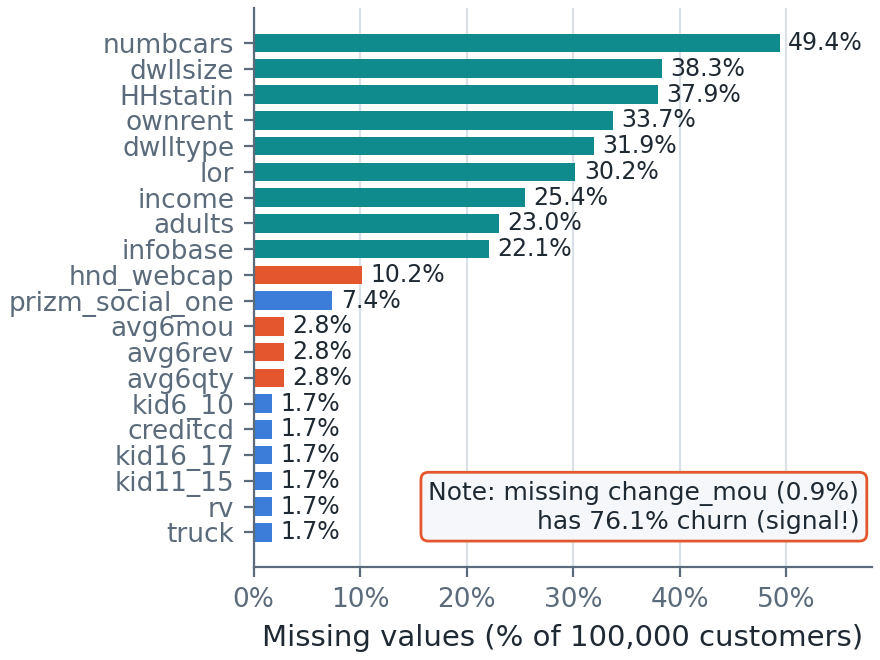 numbcars 49.4%
dwllsize 38.3%
HHstatin 37.9%
ownrent 33.7%
dwlltype 31.9%
lor 30.2%
income 25.4%
adults 23.0%
infobase 22.1%
hnd_webcap 10.2%
prizm_social_one 7.4%
avg6mou 2.8%
avg6rev 2.8%
avg6qty 2.8%
kid6_10 1.7%
creditcd 1.7%
kid16_17 1.7%
kid11_15 1.7%
rv 1.7%
truck 1.7%
Note: missing change_mou (0.9%)
has 76.1% churn (signal!)
0% 10% 20% 30% 40% 50%
Missing values (% of 100,000 customers)